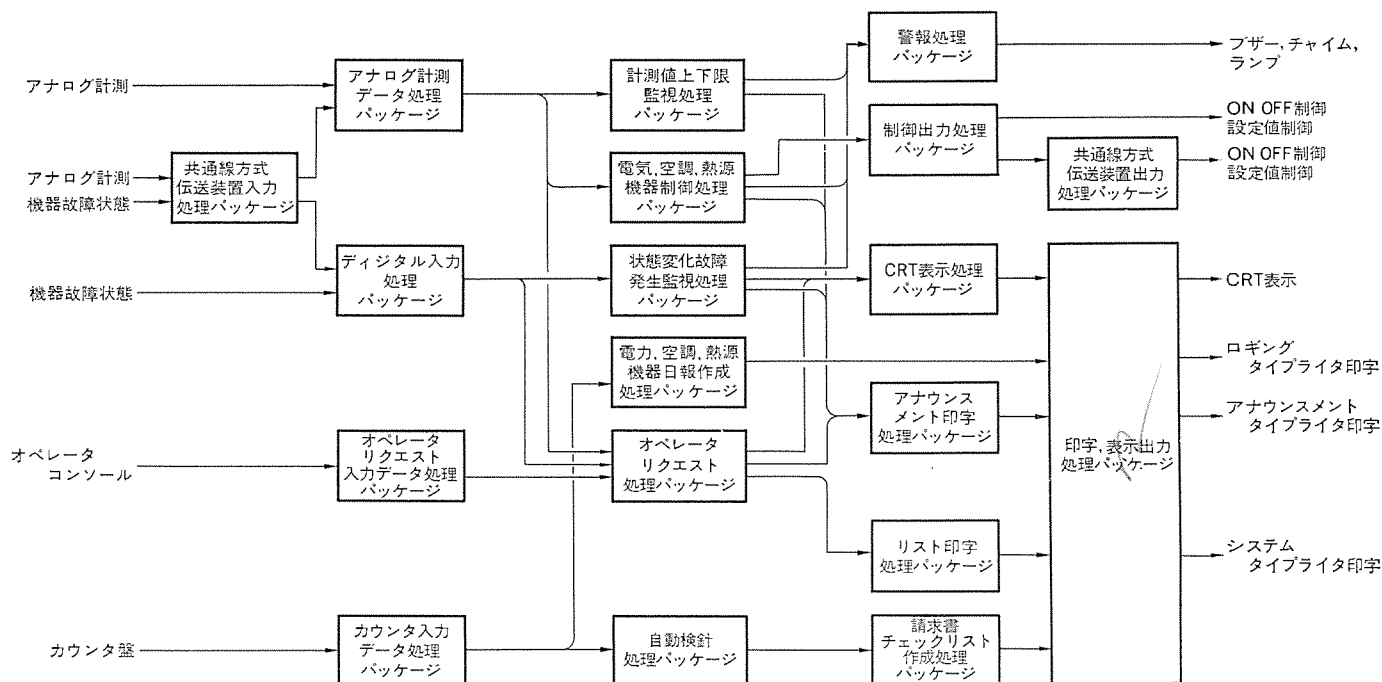 アナログ計測
アナログ計測
機器故障状態
機器故障状態
オペレータ
コンソール
カウンタ盤
共通線方式
伝送装置入力
処理パッケージ
アナログ計測
データ処理
パッケージ
ディジタル入力
処理
パッケージ
オペレータ
リクエスト
入力データ処理
パッケージ
カウンタ入力
データ処理
パッケージ
計測値上下限
監視処理
パッケージ
電気,空調,熱源
機器制御処理
パッケージ
状態変化故障
発生監視処理
パッケージ
電力,空調,熱源
機器日報作成
処理パッケージ
オペレータ
リクエスト
処理パッケージ
自動検針
処理パッケージ
警報処理
パッケージ
制御出力処理
パッケージ
CRT表示処理
パッケージ
アナウンス
メント印字
処理パッケージ
リスト印字
処理パッケージ
請求書
チェックリスト
作成処理
パッケージ
共通線方式
伝送装置出力
処理パッケージ
印字,表示出力
処理パッケージ
ブザー,チャイム,
ランプ
ON OFF制御
設定値制御
ON OFF制御
設定値制御
CRT表示
ロギング
タイプライタ印字
アナウンスメント
タイプライタ印字
システム
タイプライタ印字